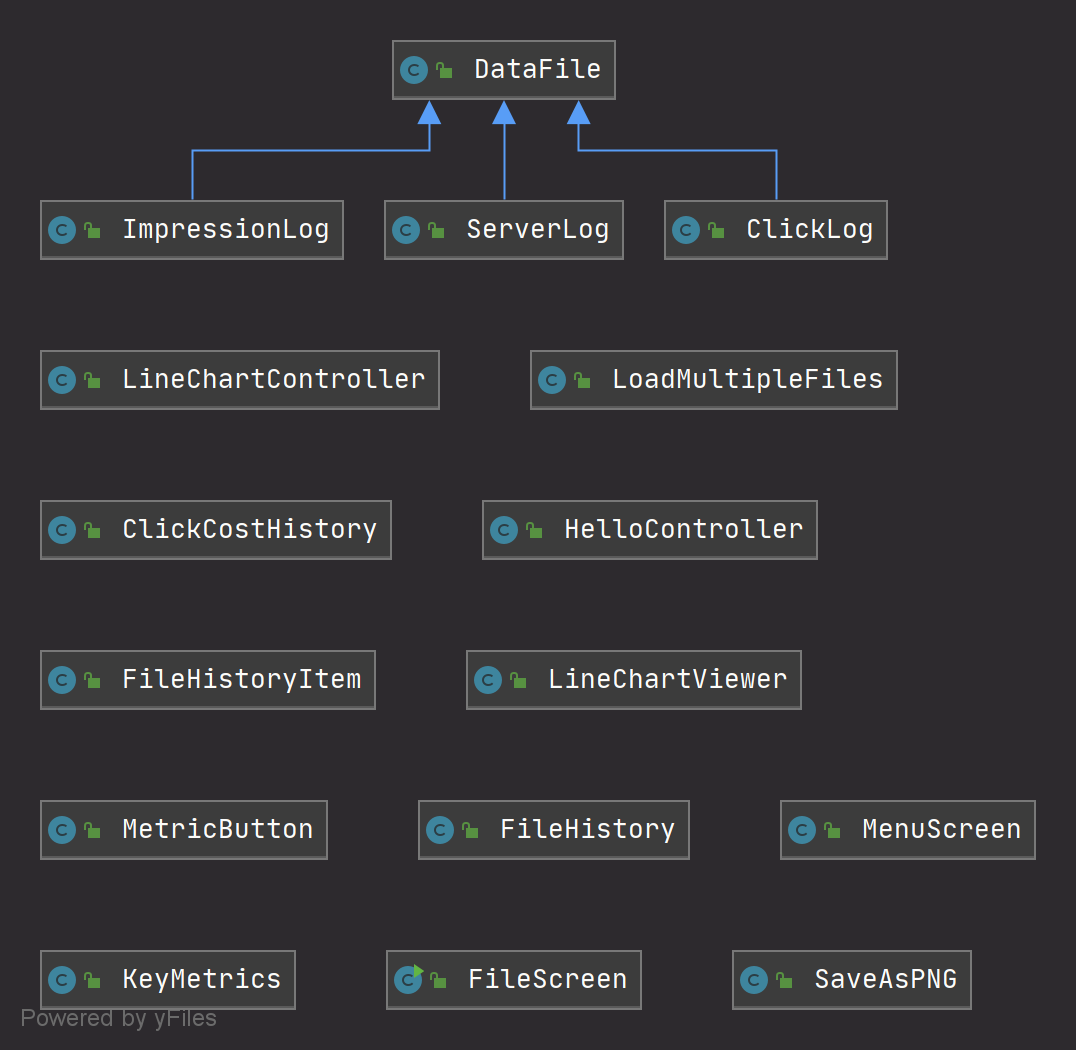 DataFile
ImpressionLog ServerLog ClickLog
LineChartController LoadMultipleFiles
ClickCostHistory HelloController
FileHistoryItem LineChartViewer
MetricButton FileHistory MenuScreen
KeyMetrics FileScreen SaveAsPNG
Powered by yFiles